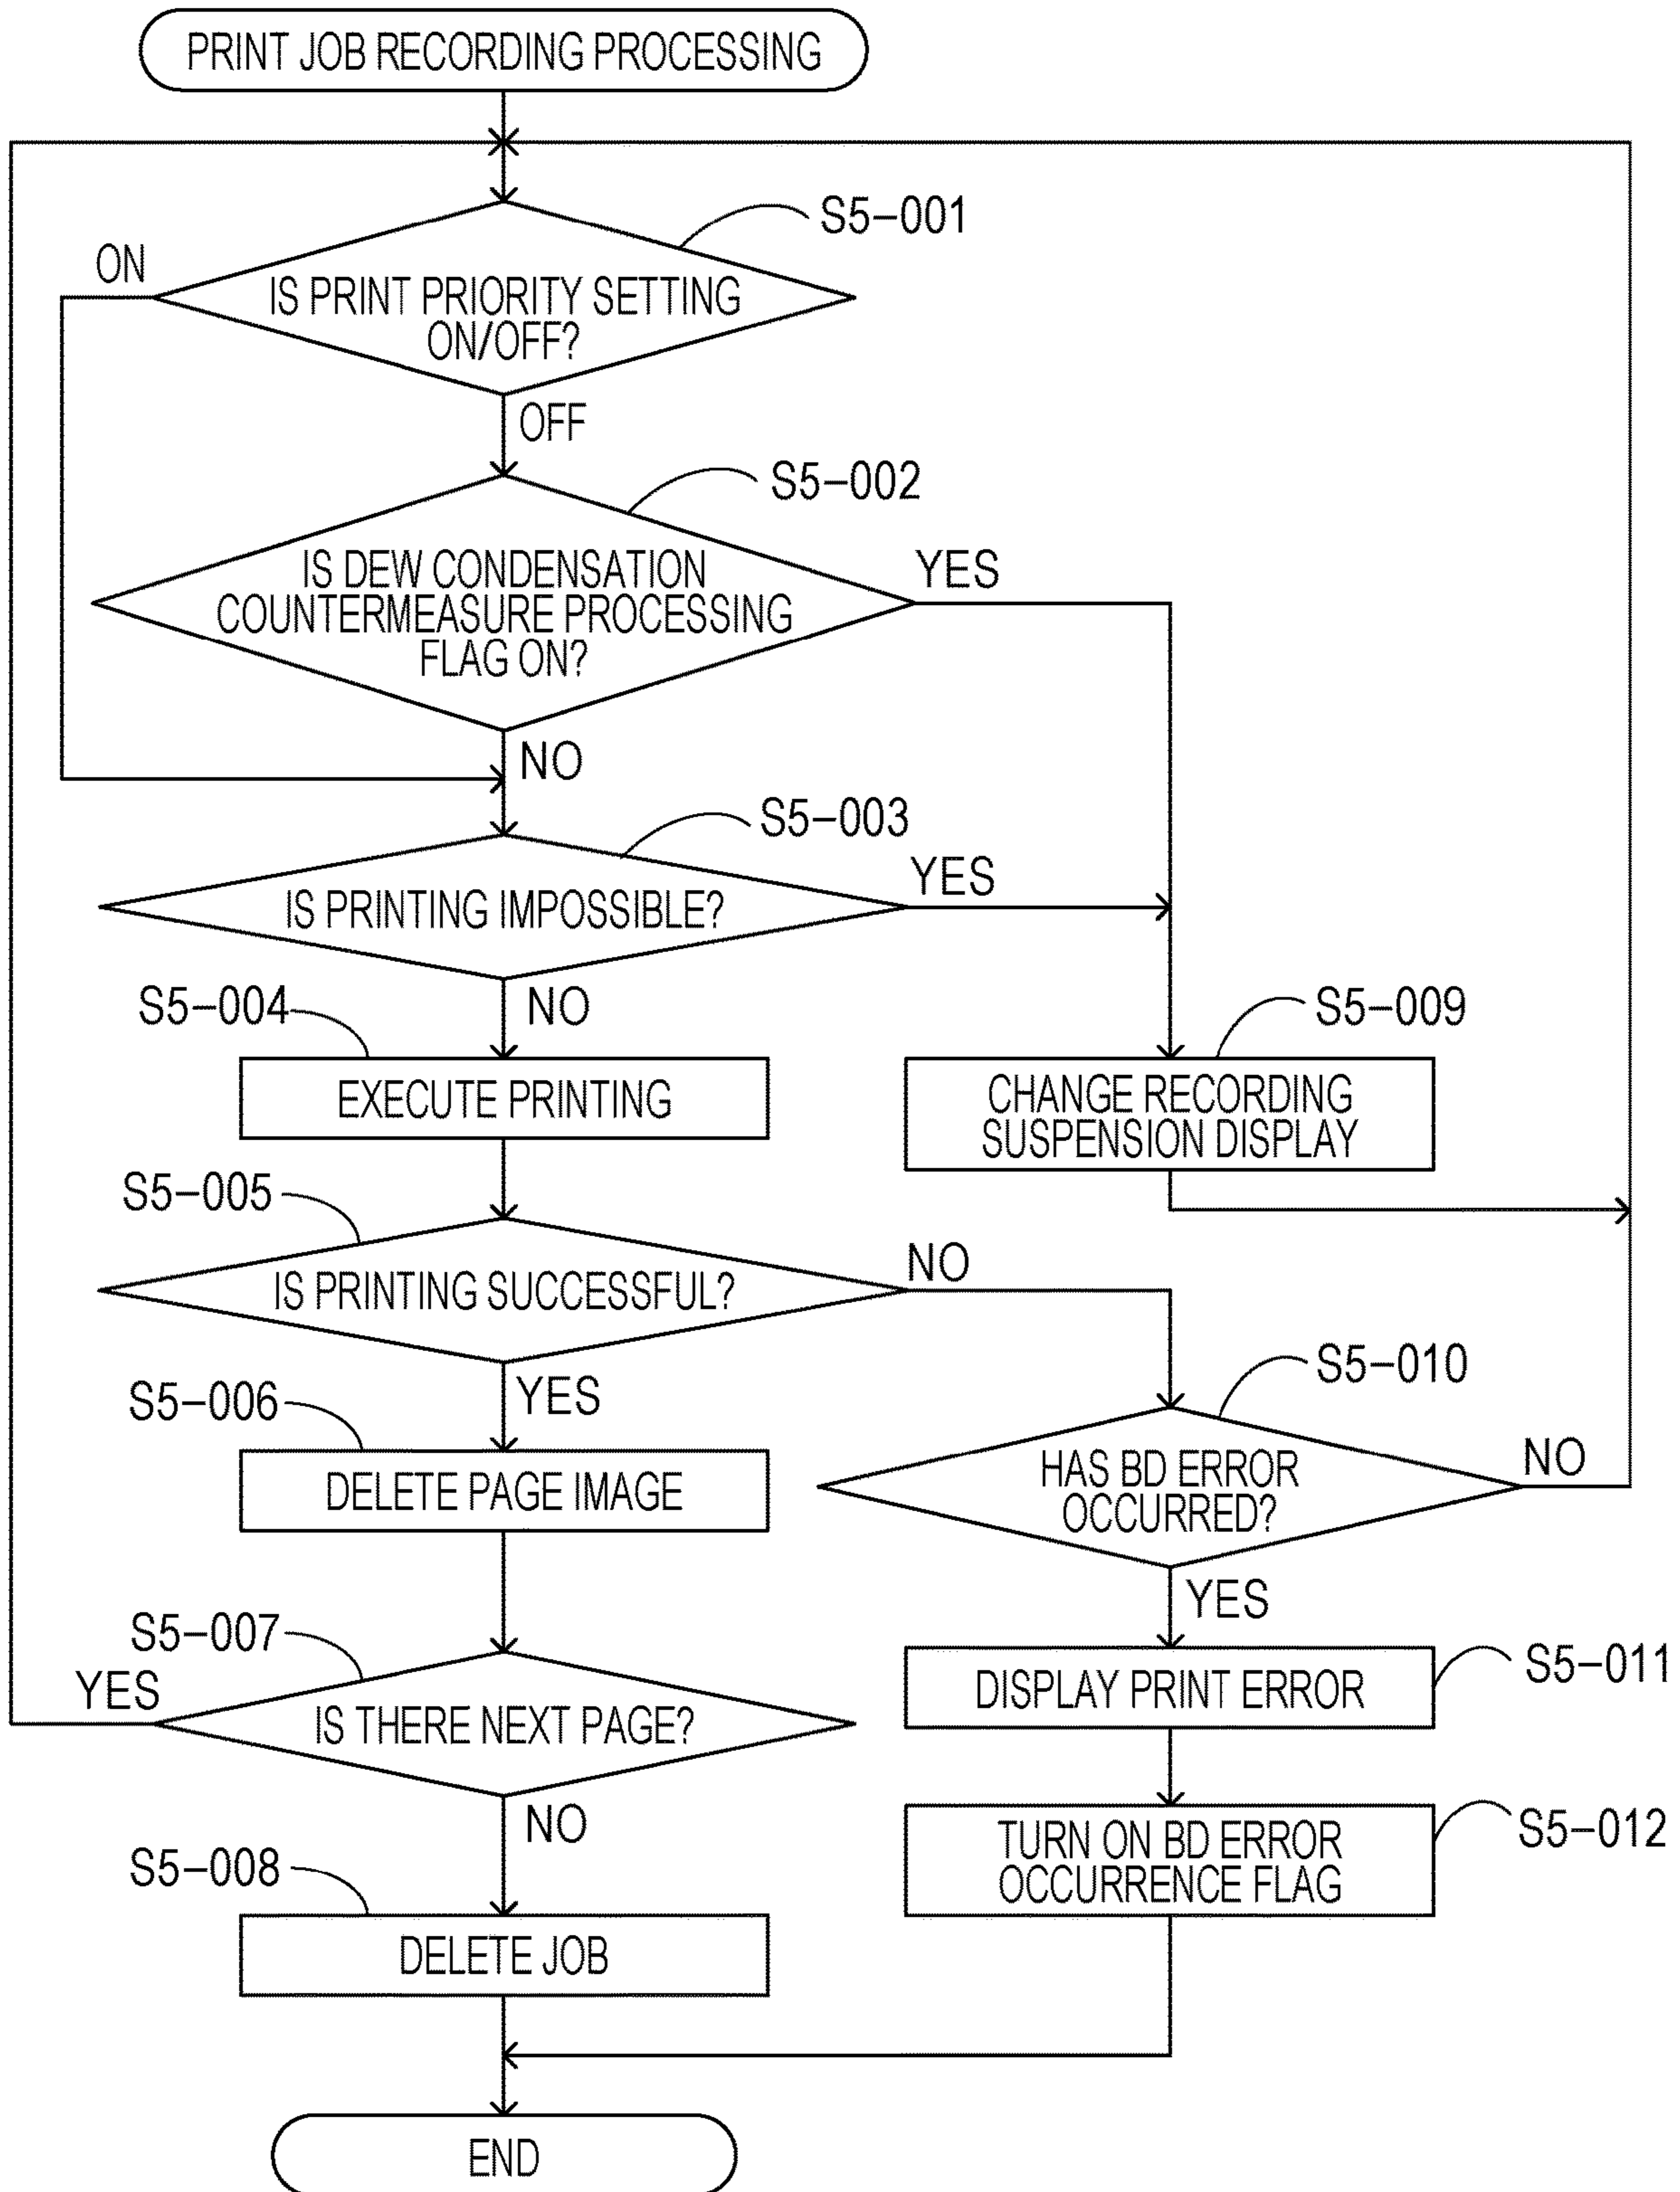 PRINT JOB RECORDING PROCESSING
S5-001
ON
IS PRINT PRIORITY SETTING
ON/OFF?
OFF
S5-002
IS DEW CONDENSATION
COUNTERMEASURE PROCESSING
FLAG ON?
YES
NO
S5-003
IS PRINTING IMPOSSIBLE?
YES
NO
S5-004
EXECUTE PRINTING
S5-009
CHANGE RECORDING
SUSPENSION DISPLAY
S5-005
IS PRINTING SUCCESSFUL?
NO
YES
S5-006
DELETE PAGE IMAGE
S5-010
HAS BD ERROR
OCCURRED?
NO
YES
S5-007
YES
IS THERE NEXT PAGE?
NO
S5-011
DISPLAY PRINT ERROR
S5-012
TURN ON BD ERROR
OCCURRENCE FLAG
S5-008
DELETE JOB
END